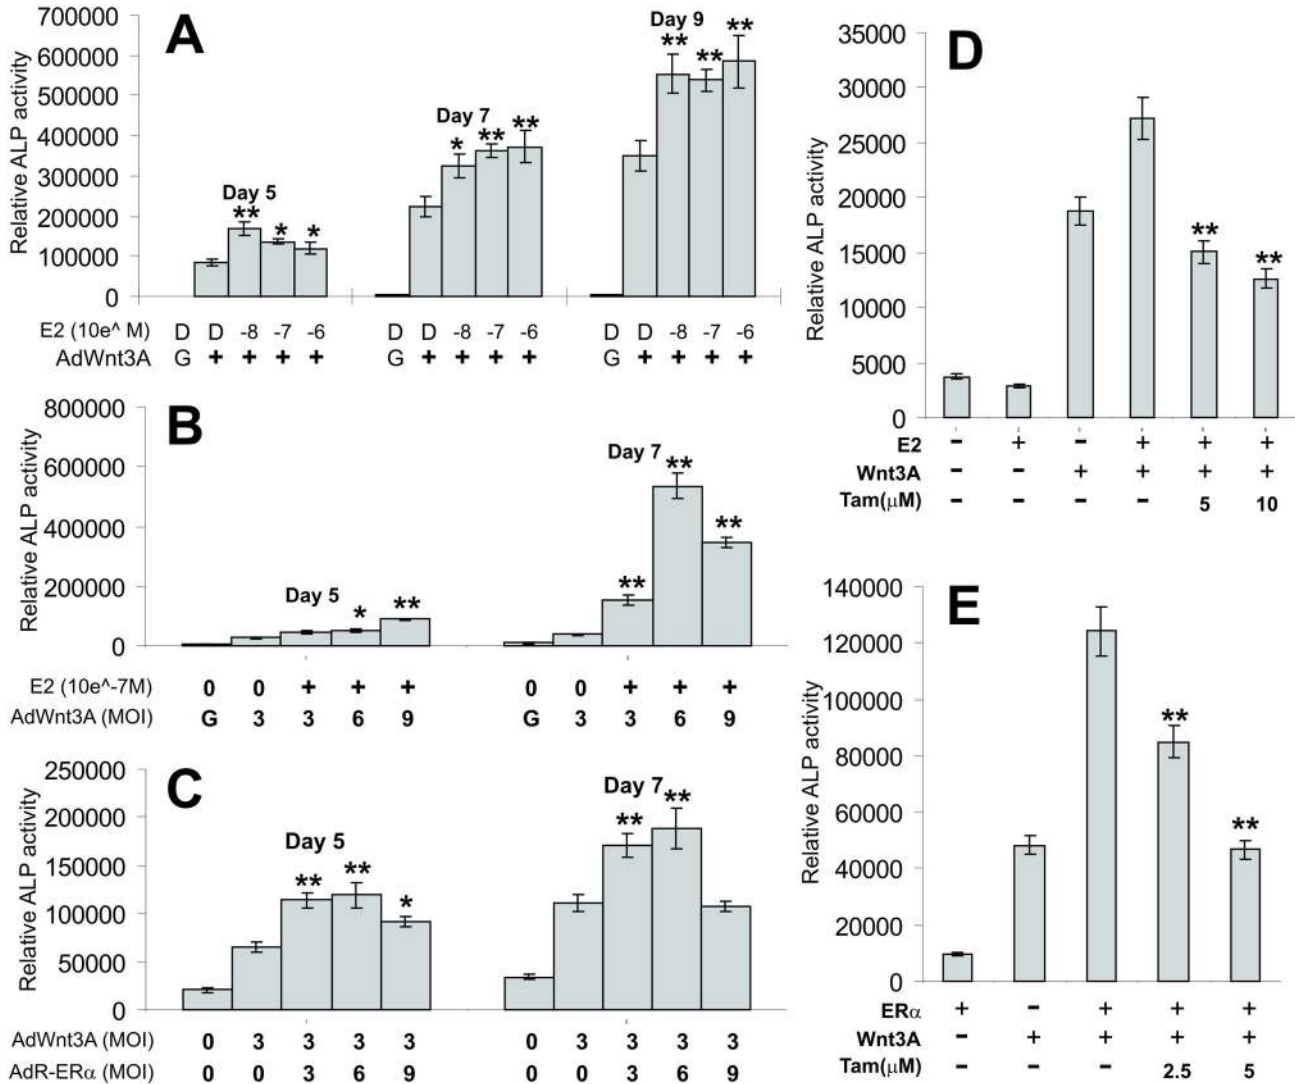 A
Relative ALP activity
700000
600000
500000
400000
300000
200000
100000
0
Day 5
** * *
Day 7
* ** **
Day 9
** ** **
E2 (10e^ M) D D -8 -7 -6 D D -8 -7 -6 D D -8 -7 -6
AdWnt3A G + + + + G + + + + G + + + +
B
Relative ALP activity
800000
600000
400000
200000
0
Day 5
* **
Day 7
** ** **
E2 (10e^-7M) 0 0 + + + 0 0 + + +
AdWnt3A (MOI) G 3 3 6 9 G 3 3 6 9
C
Relative ALP activity
250000
200000
150000
100000
50000
0
Day 5
** ** *
Day 7
** **
AdWnt3A (MOI) 0 3 3 3 3 0 3 3 3 3
AdR-ERα (MOI) 0 0 3 6 9 0 0 3 6 9
D
Relative ALP activity
35000
30000
25000
20000
15000
10000
5000
0
** **
E2 - + - + + +
Wnt3A - - + + + +
Tam(μM) - - - - 5 10
E
Relative ALP activity
140000
120000
100000
80000
60000
40000
20000
0
** **
ERα + - + + +
Wnt3A - + + + +
Tam(μM) - - - 2.5 5